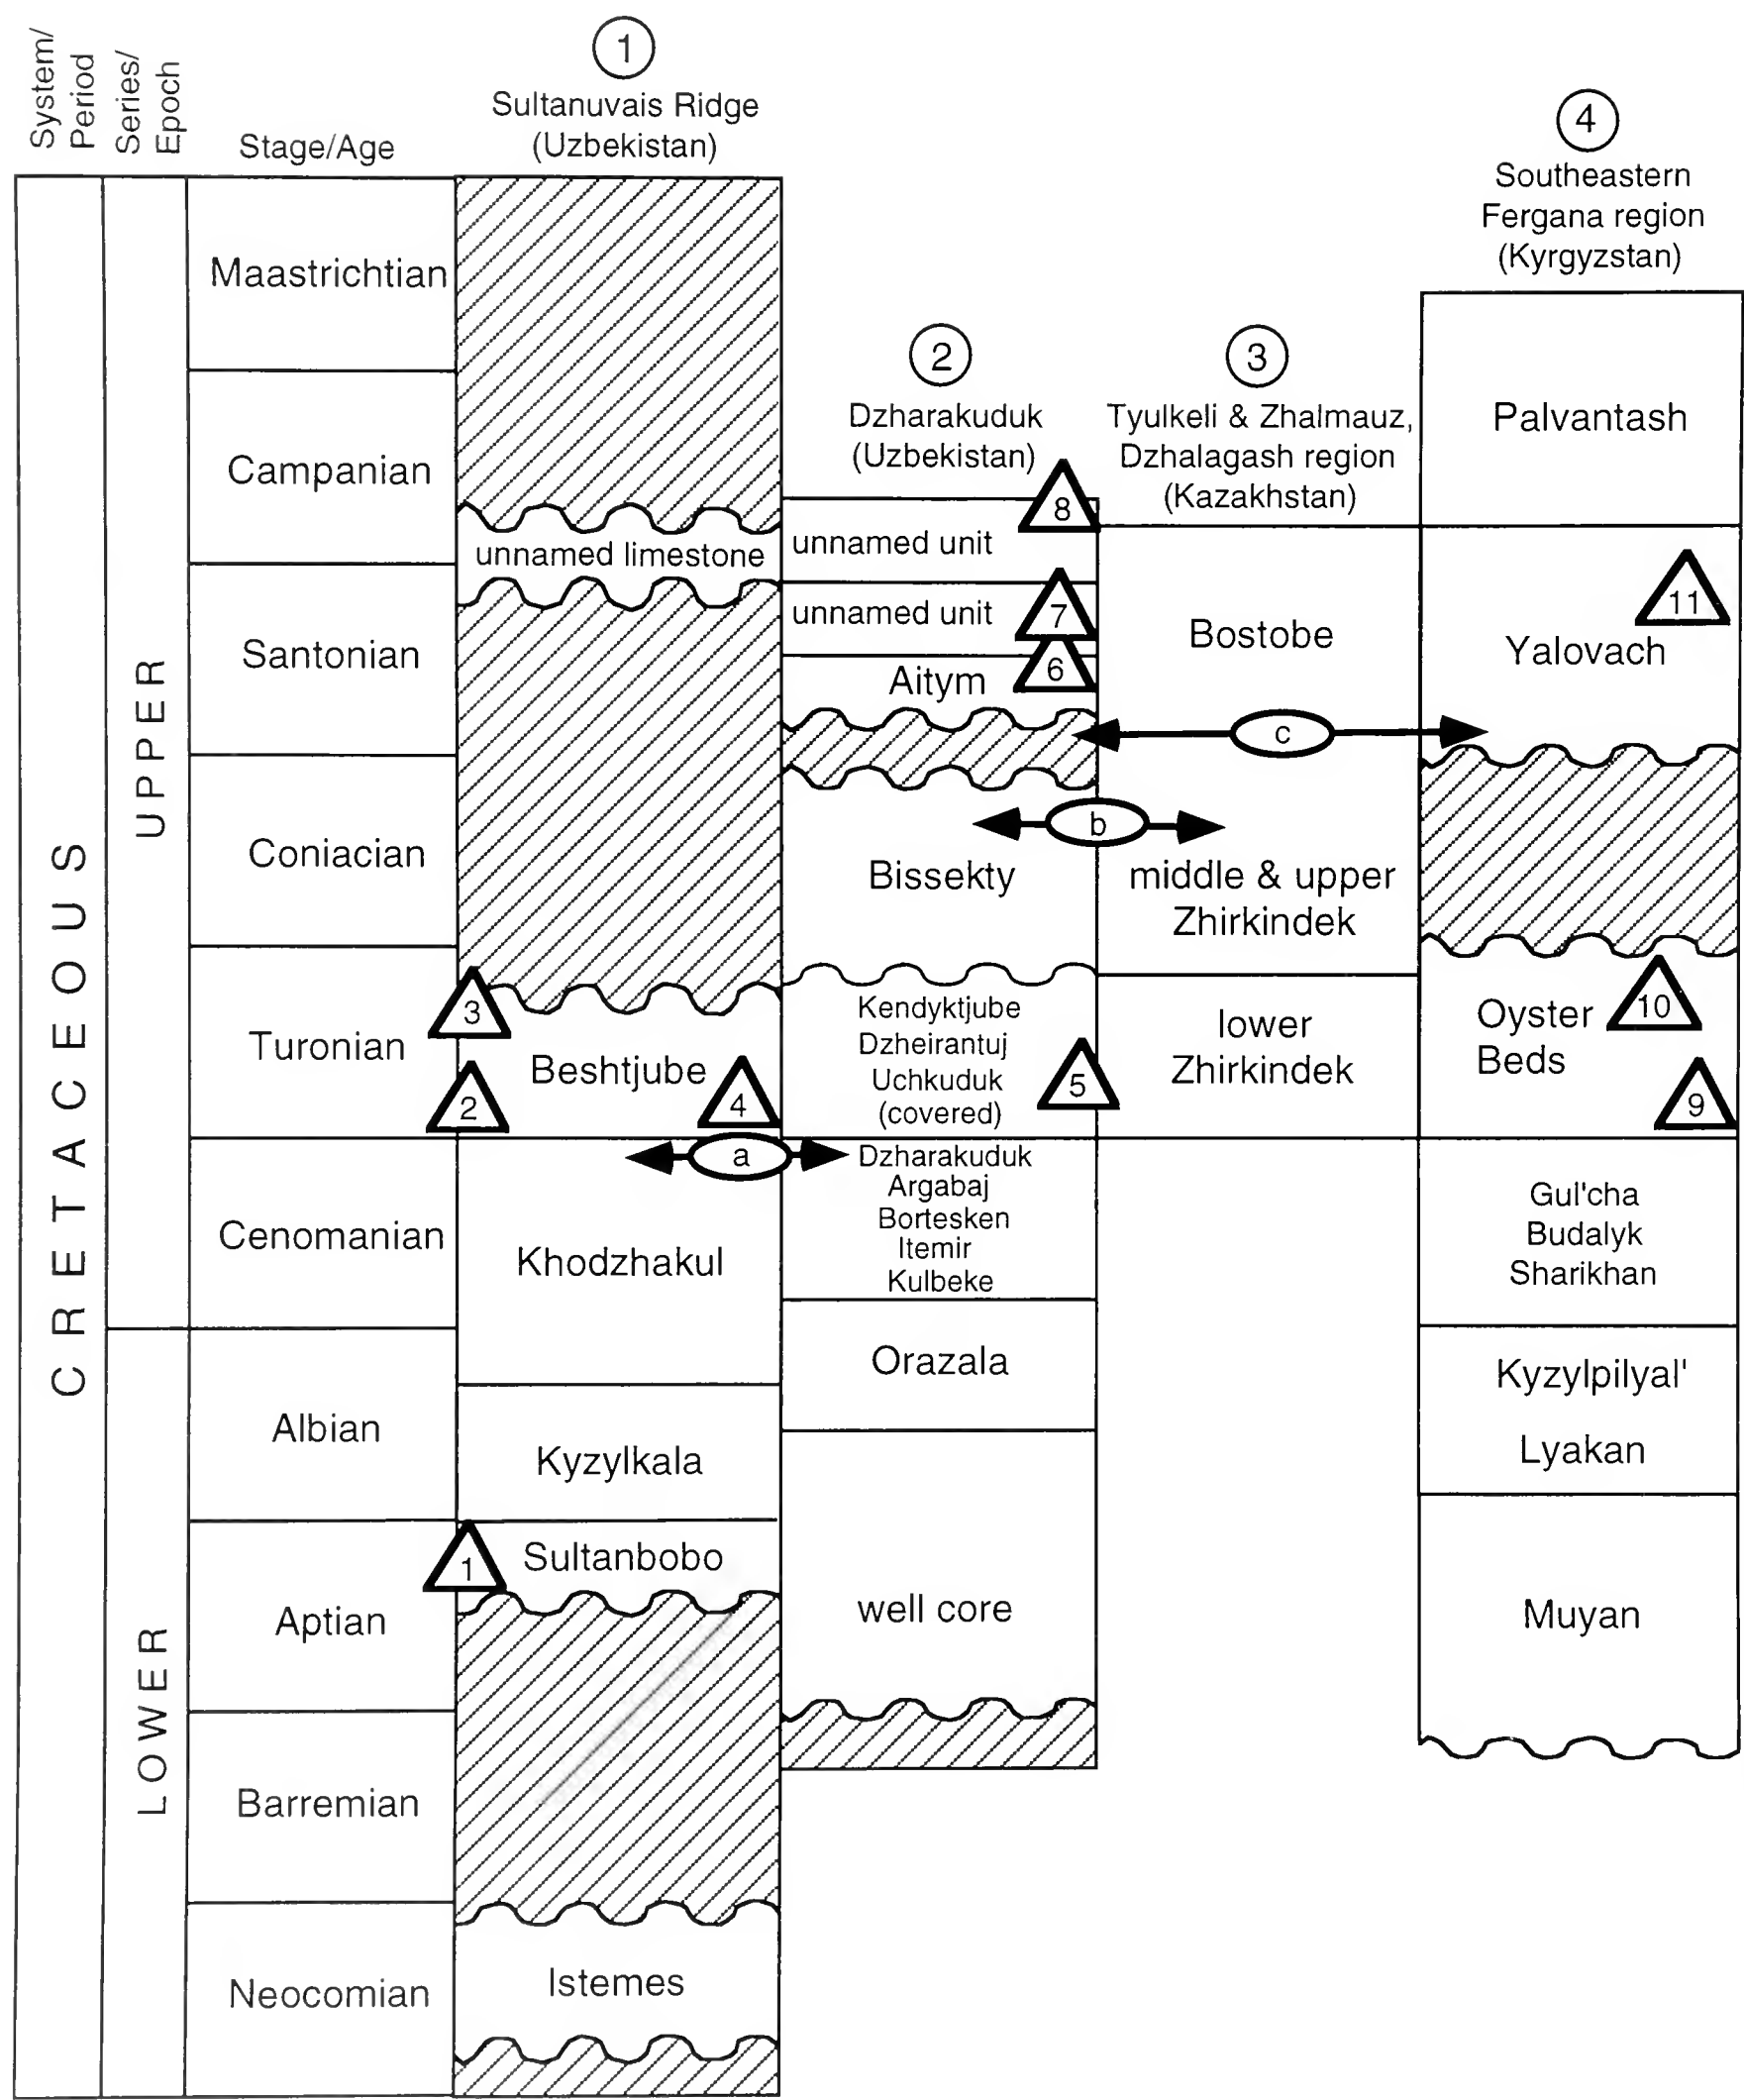 System/
Period
Series/
Epoch
Stage/Age
1
Sultanuvais Ridge
(Uzbekistan)
2
Dzharakuduk
(Uzbekistan)
3
Tyulkeli & Zhalmauz,
Dzhalagash region
(Kazakhstan)
4
Southeastern
Fergana region
(Kyrgyzstan)
CRETACEOUS
UPPER
LOWER
Maastrichtian
Campanian
Santonian
Coniacian
Turonian
Cenomanian
Albian
Aptian
Barremian
Neocomian
unnamed limestone
3
Beshtjube
2
4
a
Khodzhakul
Kyzylkala
1
Sultanbobo
Istemes
8
unnamed unit
7
unnamed unit
6
Aitym
b
Bissekty
Kendyktjube
Dzheirantuj
Uchkuduk
(covered)
5
Dzharakuduk
Argabaj
Bortesken
Itemir
Kulbeke
Orazala
well core
Bostobe
c
middle & upper
Zhirkindek
lower
Zhirkindek
Palvantash
11
Yalovach
10
Oyster
Beds
9
Gul'cha
Budalyk
Sharikhan
Kyzylpilyal'
Lyakan
Muyan